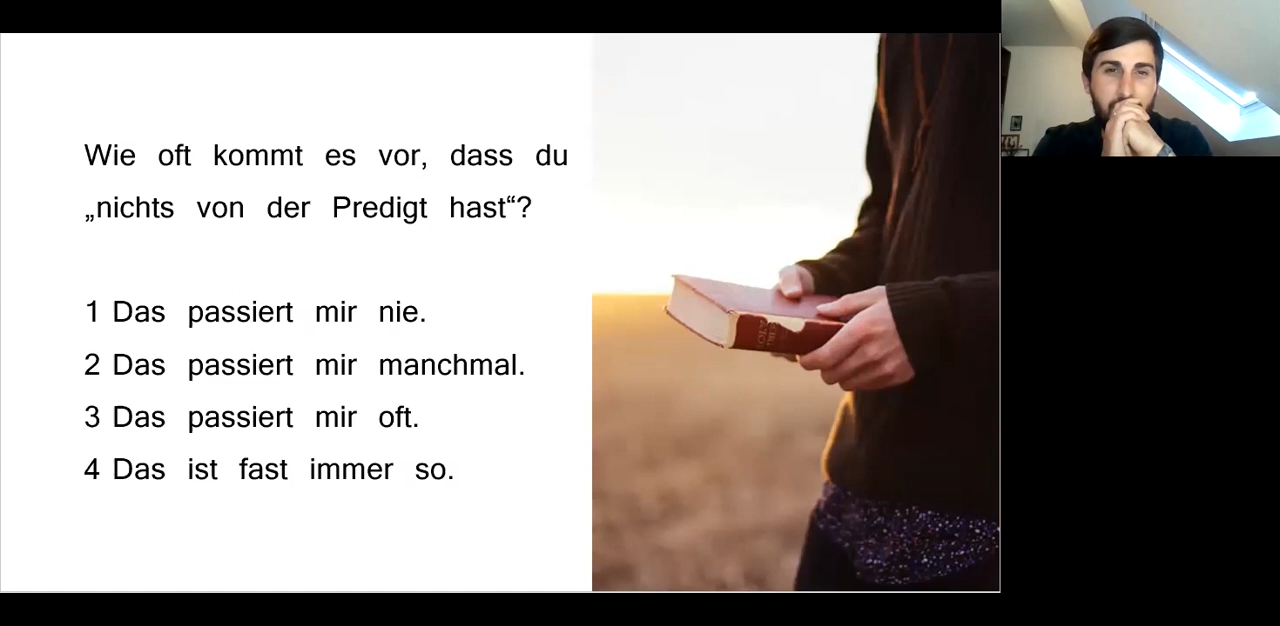 Wie oft kommt es vor, dass du
„nichts von der Predigt hast“?
1 Das passiert mir nie.
2 Das passiert mir manchmal.
3 Das passiert mir oft.
4 Das ist fast immer so.